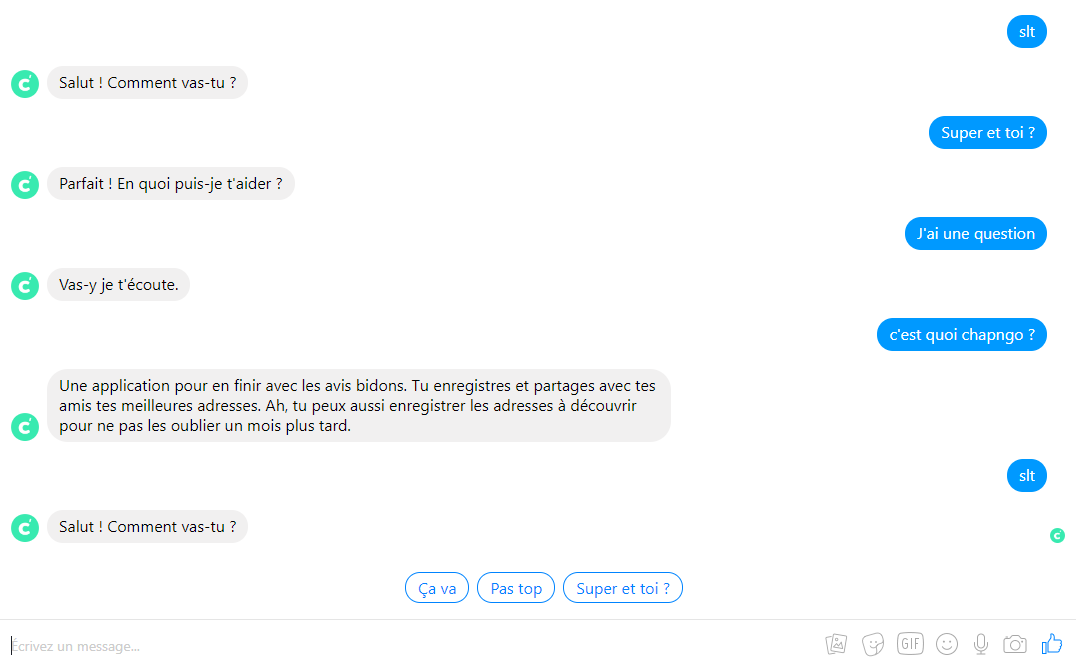 slt
Salut ! Comment vas-tu ?
Super et toi ?
Parfait ! En quoi puis-je t'aider ?
J'ai une question
Vas-y je t'écoute.
c'est quoi chapngo ?
Une application pour en finir avec les avis bidons. Tu enregistres et partages avec tes
amis tes meilleures adresses. Ah, tu peux aussi enregistrer les adresses à découvrir
pour ne pas les oublier un mois plus tard.
slt
Salut ! Comment vas-tu ?
Ça va
Pas top
Super et toi ?
Écrivez un message...
GIF